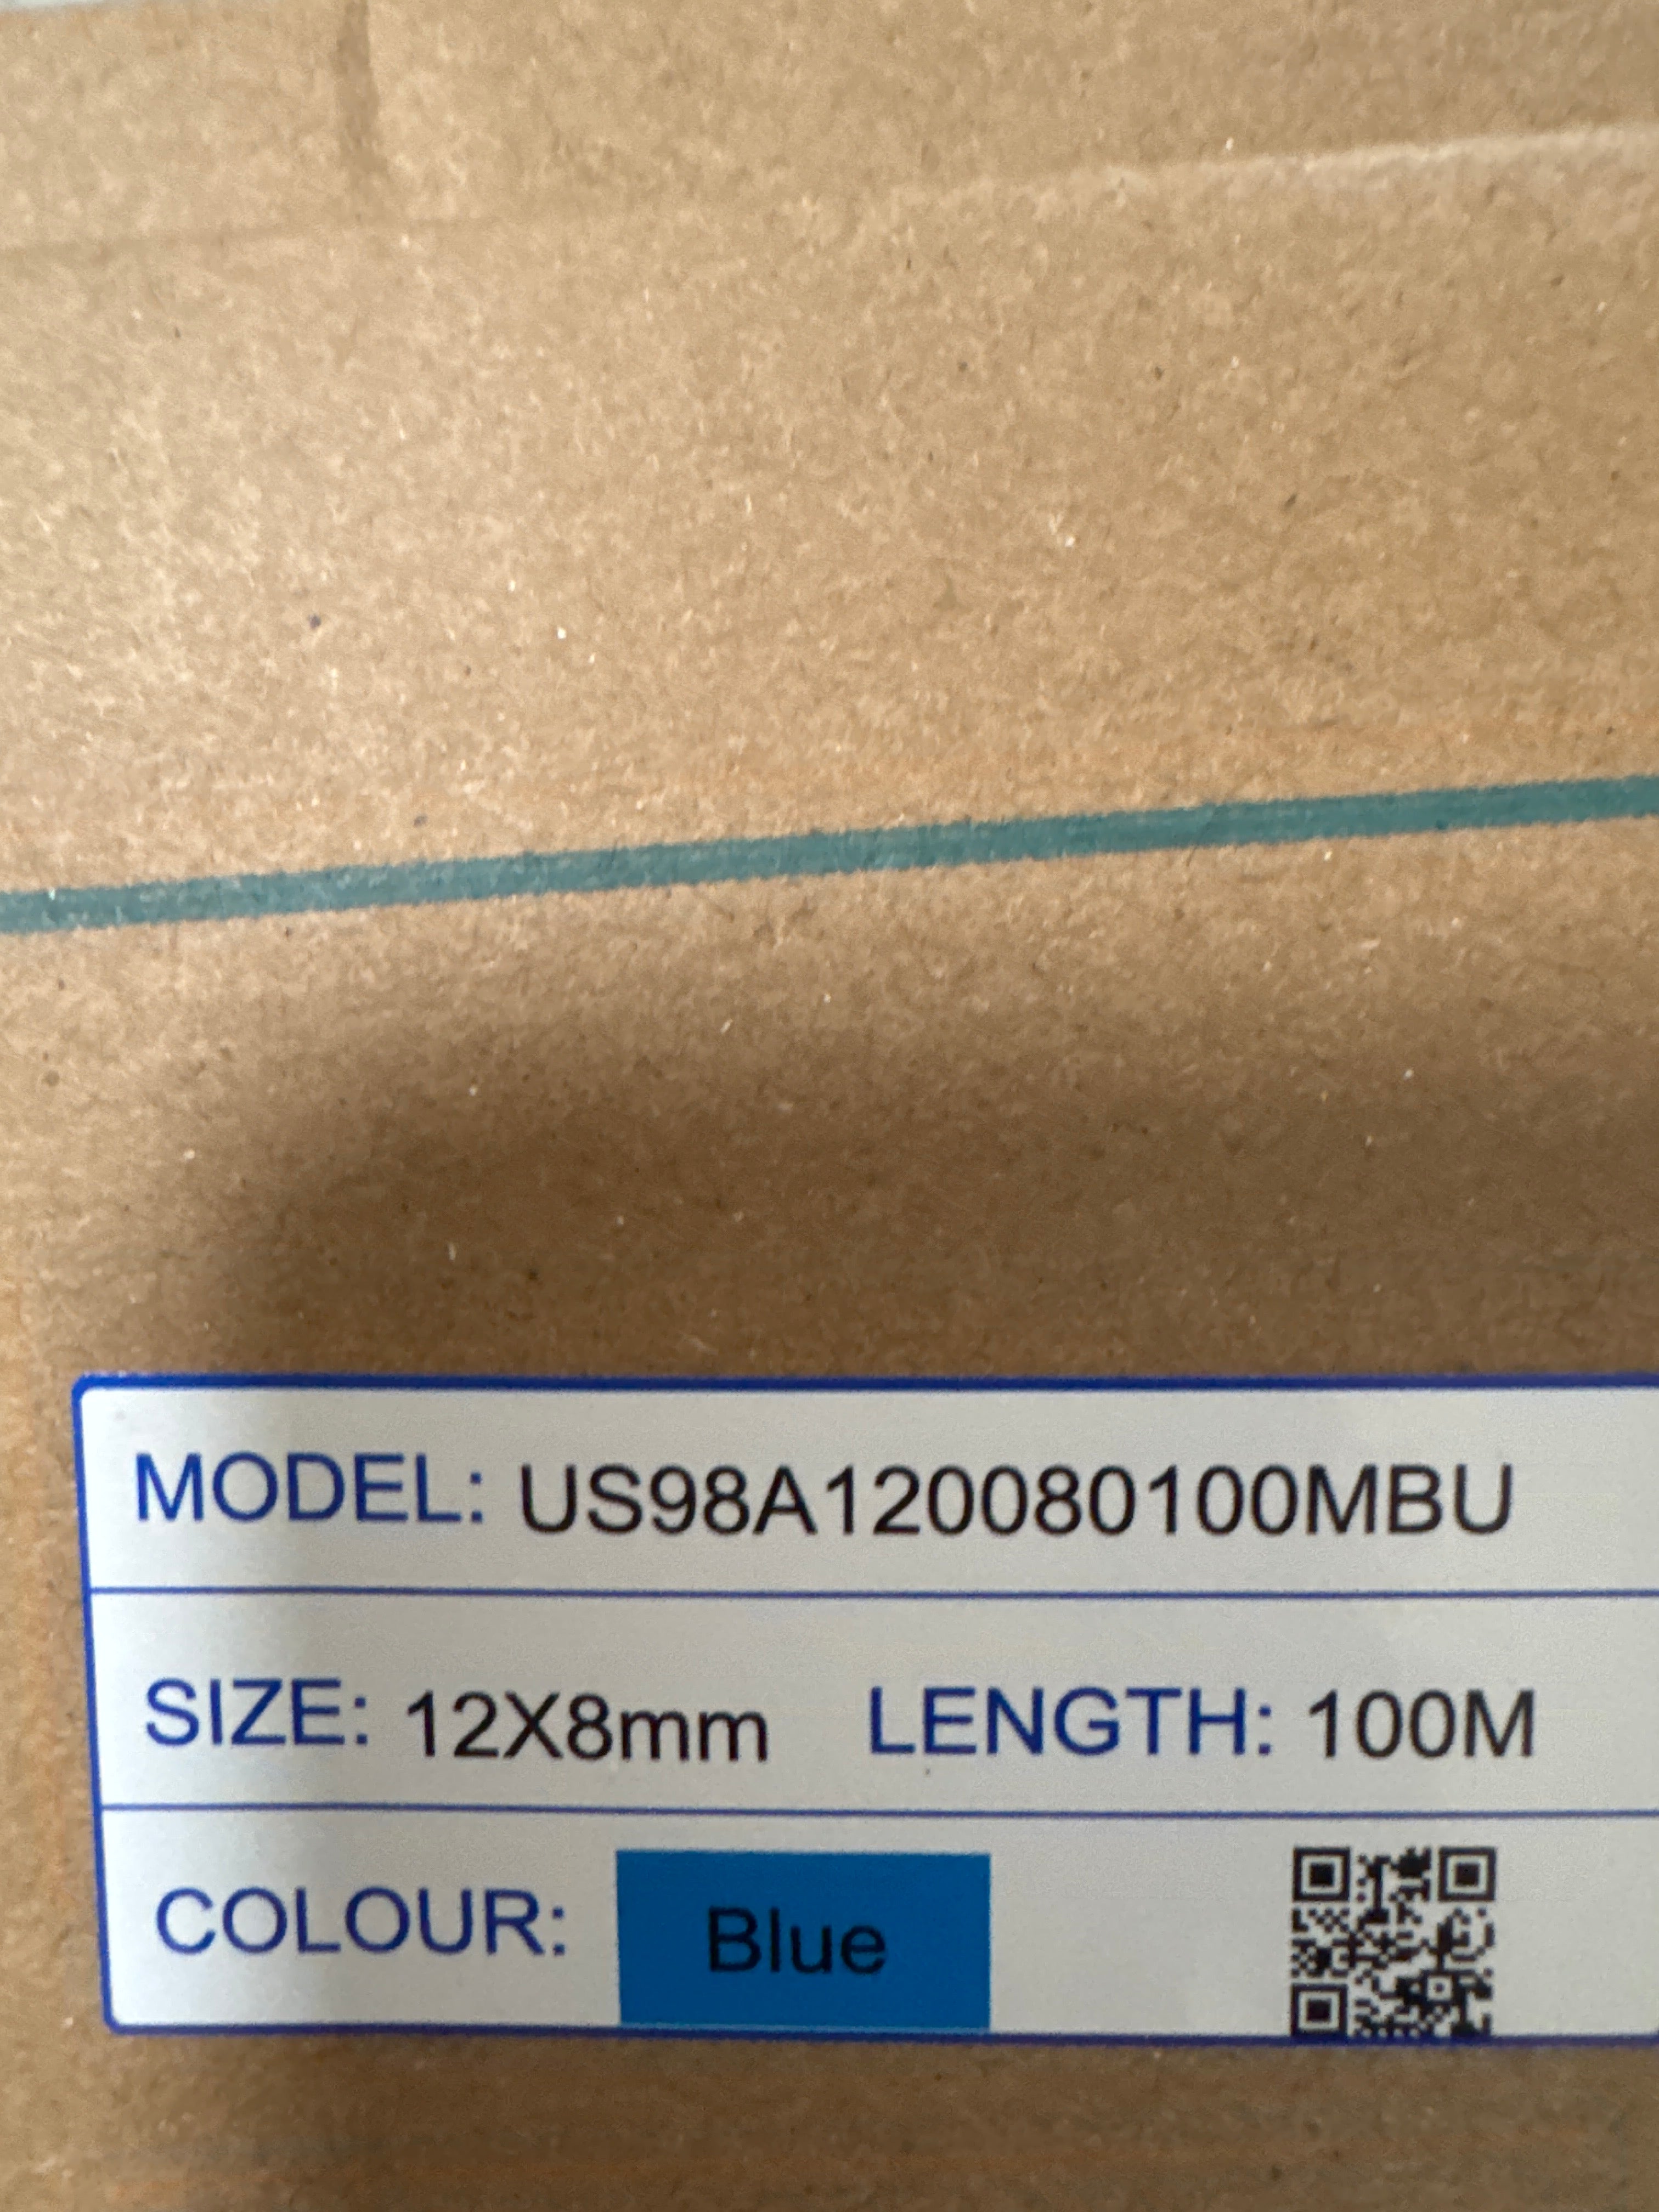 MODEL: US98A120080100MBU
SIZE: 12X8mm LENGTH: 100M
COLOUR: Blue